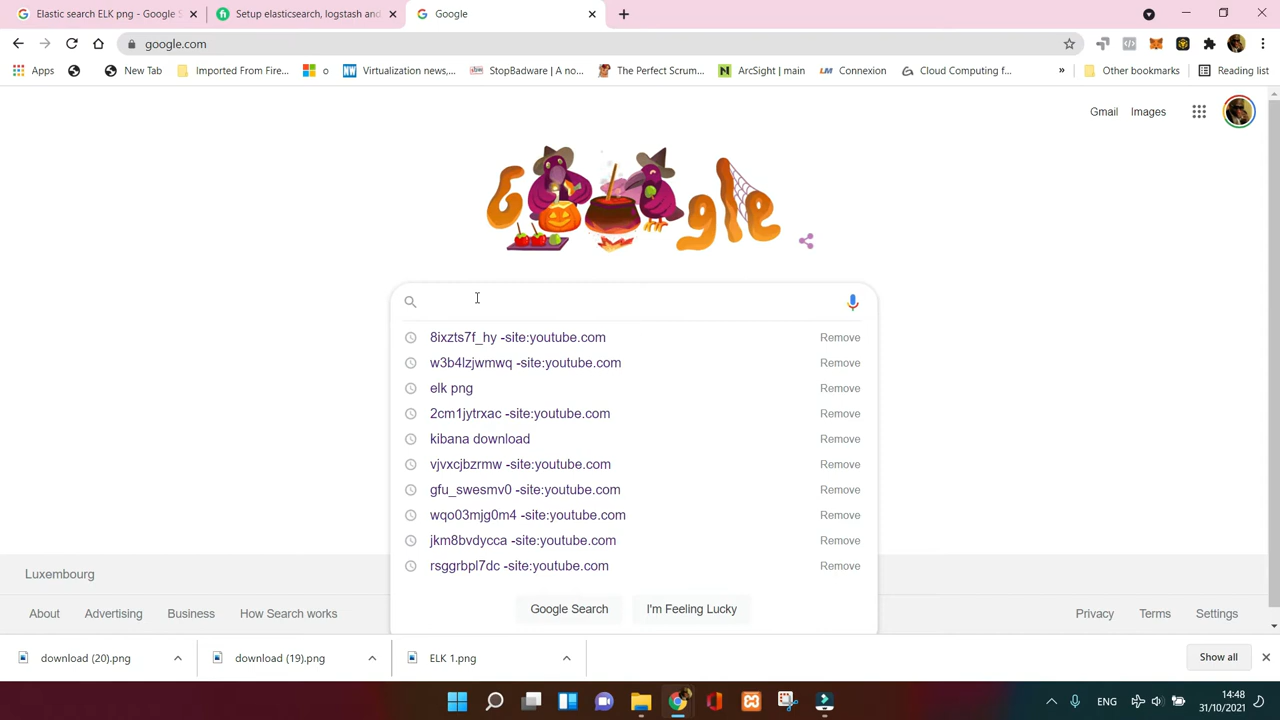 Elastic search ELK png - Google S
Setup elasticsearch, logstash and
Google
google.com
Apps
New Tab
Imported From Fire...
o
Virtualization news,...
StopBadware | A no...
The Perfect Scrum...
ArcSight | main
Connexion
Cloud Computing f...
»
Other bookmarks
Reading list
Gmail
Images
Google
8ixzts7f_hy -site:youtube.com
Remove
w3b4lzjwmwq -site:youtube.com
Remove
elk png
Remove
2cm1jytrxac -site:youtube.com
Remove
kibana download
Remove
vjvxcjbzrmw -site:youtube.com
Remove
gfu_swesmv0 -site:youtube.com
Remove
wqo03mjg0m4 -site:youtube.com
Remove
jkm8bvdycca -site:youtube.com
Remove
rsggrbpl7dc -site:youtube.com
Remove
Google Search
I'm Feeling Lucky
Luxembourg
About
Advertising
Business
How Search works
Privacy
Terms
Settings
download (20).png
download (19).png
ELK 1.png
Show all
ENG
14:48
31/10/2021